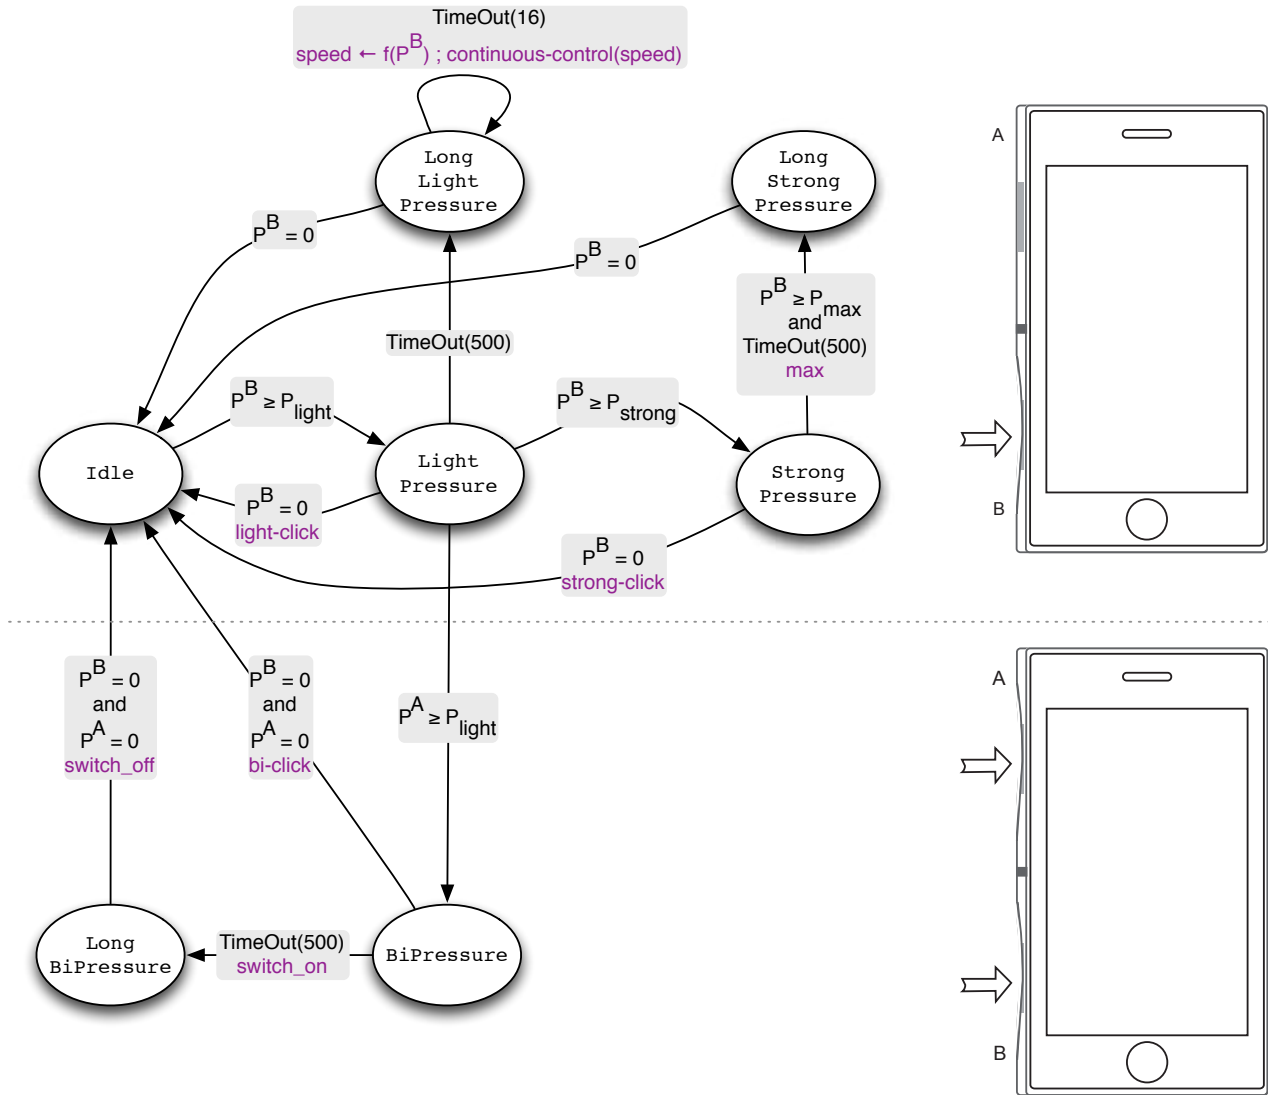 TimeOut(16)
speed ← f(P^B) ; continuous-control(speed)
Long
Light
Pressure
Long
Strong
Pressure
A
P^B = 0
P^B = 0
P^B ≥ P_max
and
TimeOut(500)
max
TimeOut(500)
P^B ≥ P_light
P^B ≥ P_strong
Idle
Light
Pressure
Strong
Pressure
P^B = 0
light-click
B
P^B = 0
strong-click
P^B = 0
and
P^A = 0
switch_off
P^B = 0
and
P^A = 0
bi-click
P^A ≥ P_light
A
Long
BiPressure
TimeOut(500)
switch_on
BiPressure
B